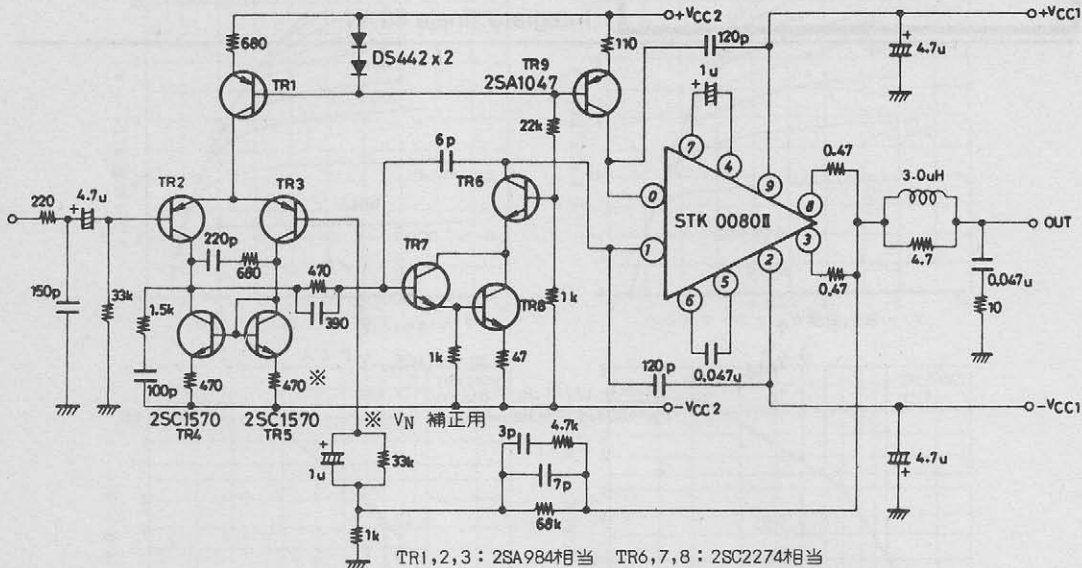 +VCC2
+VCC1
680
DS442 x 2
110
120p
4.7u
TR1
TR9
2SA1047
+
1u
22k
6p
7
4
9
0.47
3.0uH
TR2
TR3
TR6
220
+
4.7u
0
8
OUT
STK 0080Ⅱ
220p
680
TR7
1
3
4.7
470
2
0.47
0.047u
150p
33k
1.5k
390
TR8
1k
6
5
10
1k
47
120p
0.047u
100p
470
470
※
2SC1570
TR4
2SC1570
TR5
※ VN 補正用
-VCC2
-VCC1
+
1u
33k
3p
4.7k
7p
68k
4.7u
+
1k
TR1,2,3 : 2SA984相当 TR6,7,8 : 2SC2274相当